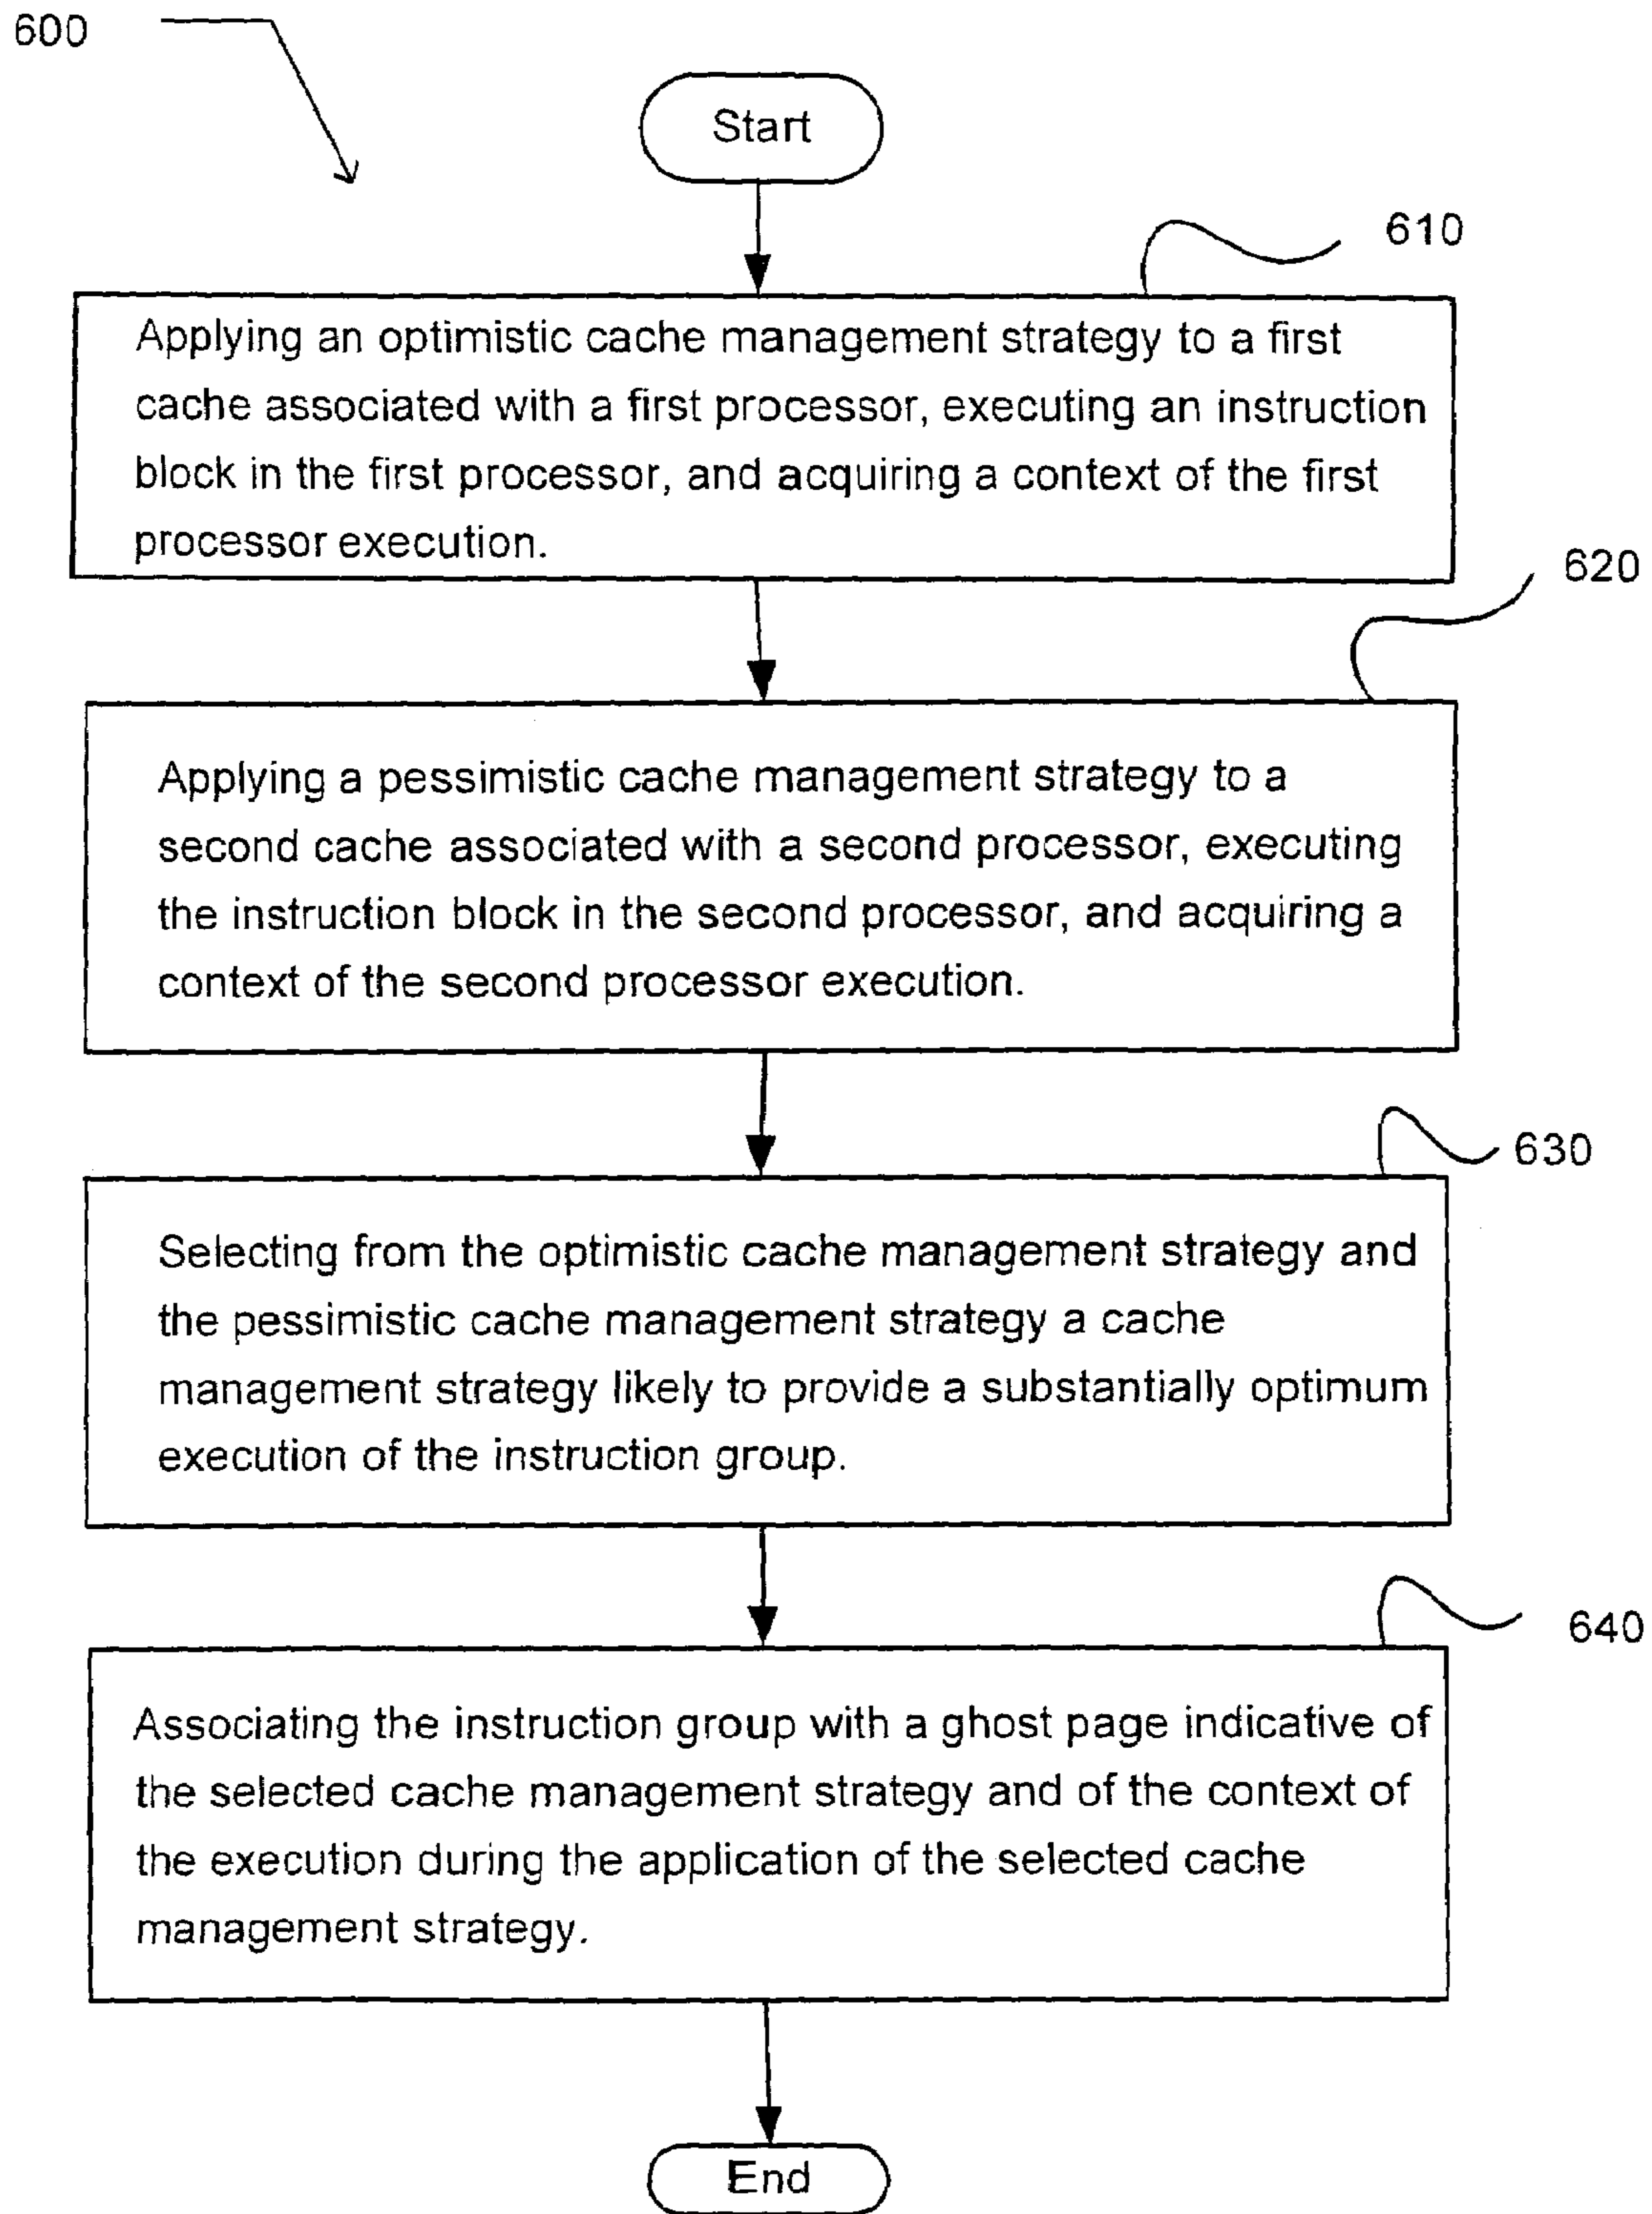 600
Start
610
Applying an optimistic cache management strategy to a first
cache associated with a first processor, executing an instruction
block in the first processor, and acquiring a context of the first
processor execution.
620
Applying a pessimistic cache management strategy to a
second cache associated with a second processor, executing
the instruction block in the second processor, and acquiring a
context of the second processor execution.
630
Selecting from the optimistic cache management strategy and
the pessimistic cache management strategy a cache
management strategy likely to provide a substantially optimum
execution of the instruction group.
640
Associating the instruction group with a ghost page indicative of
the selected cache management strategy and of the context of
the execution during the application of the selected cache
management strategy.
End